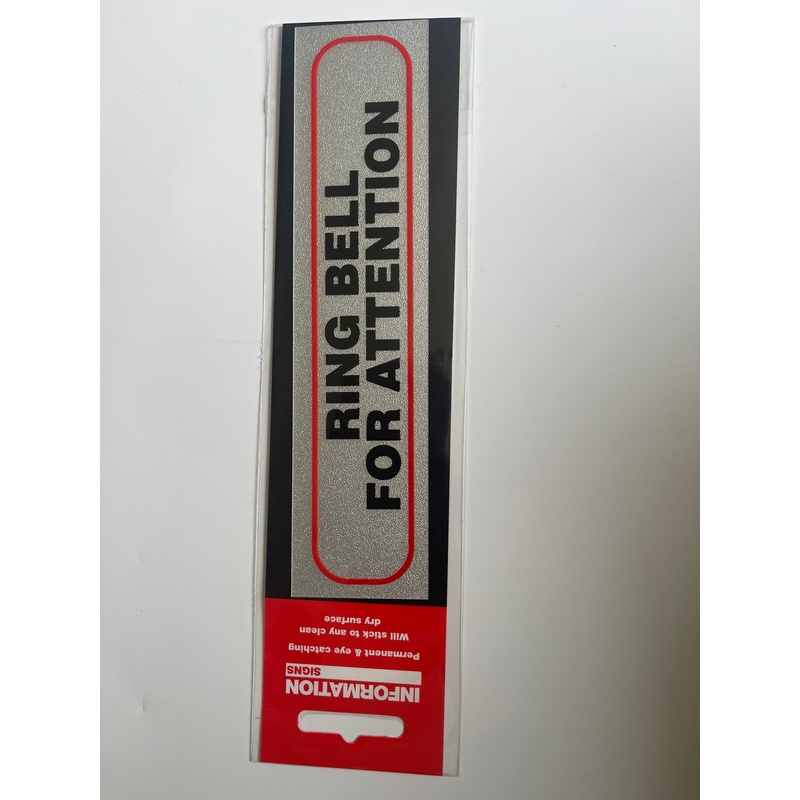 RING BELL
FOR ATTENTION
INFORMATION
SIGNS
Permanent & eye catching
Will stick to any clean
dry surface